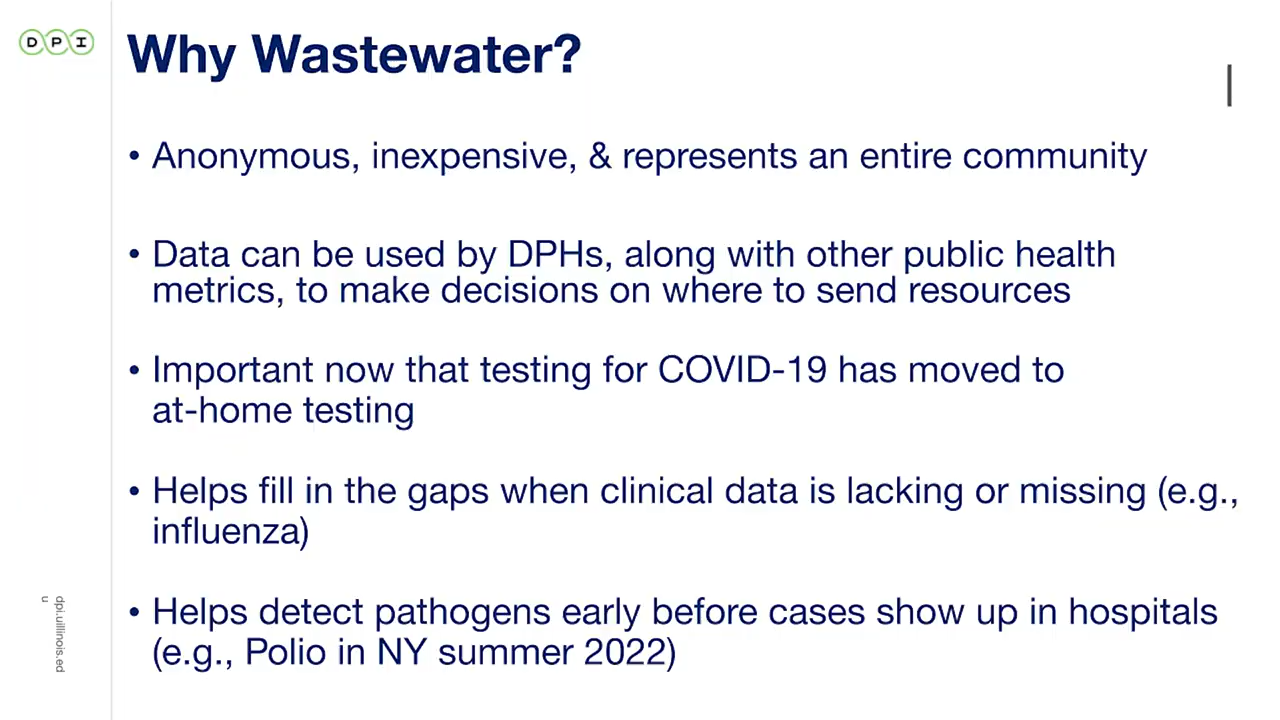 DPI
Why Wastewater?
• Anonymous, inexpensive, & represents an entire community
• Data can be used by DPHs, along with other public health
metrics, to make decisions on where to send resources
• Important now that testing for COVID-19 has moved to
at-home testing
• Helps fill in the gaps when clinical data is lacking or missing (e.g.,
influenza)
• Helps detect pathogens early before cases show up in hospitals
(e.g., Polio in NY summer 2022)
dpi.uillinois.ed
u